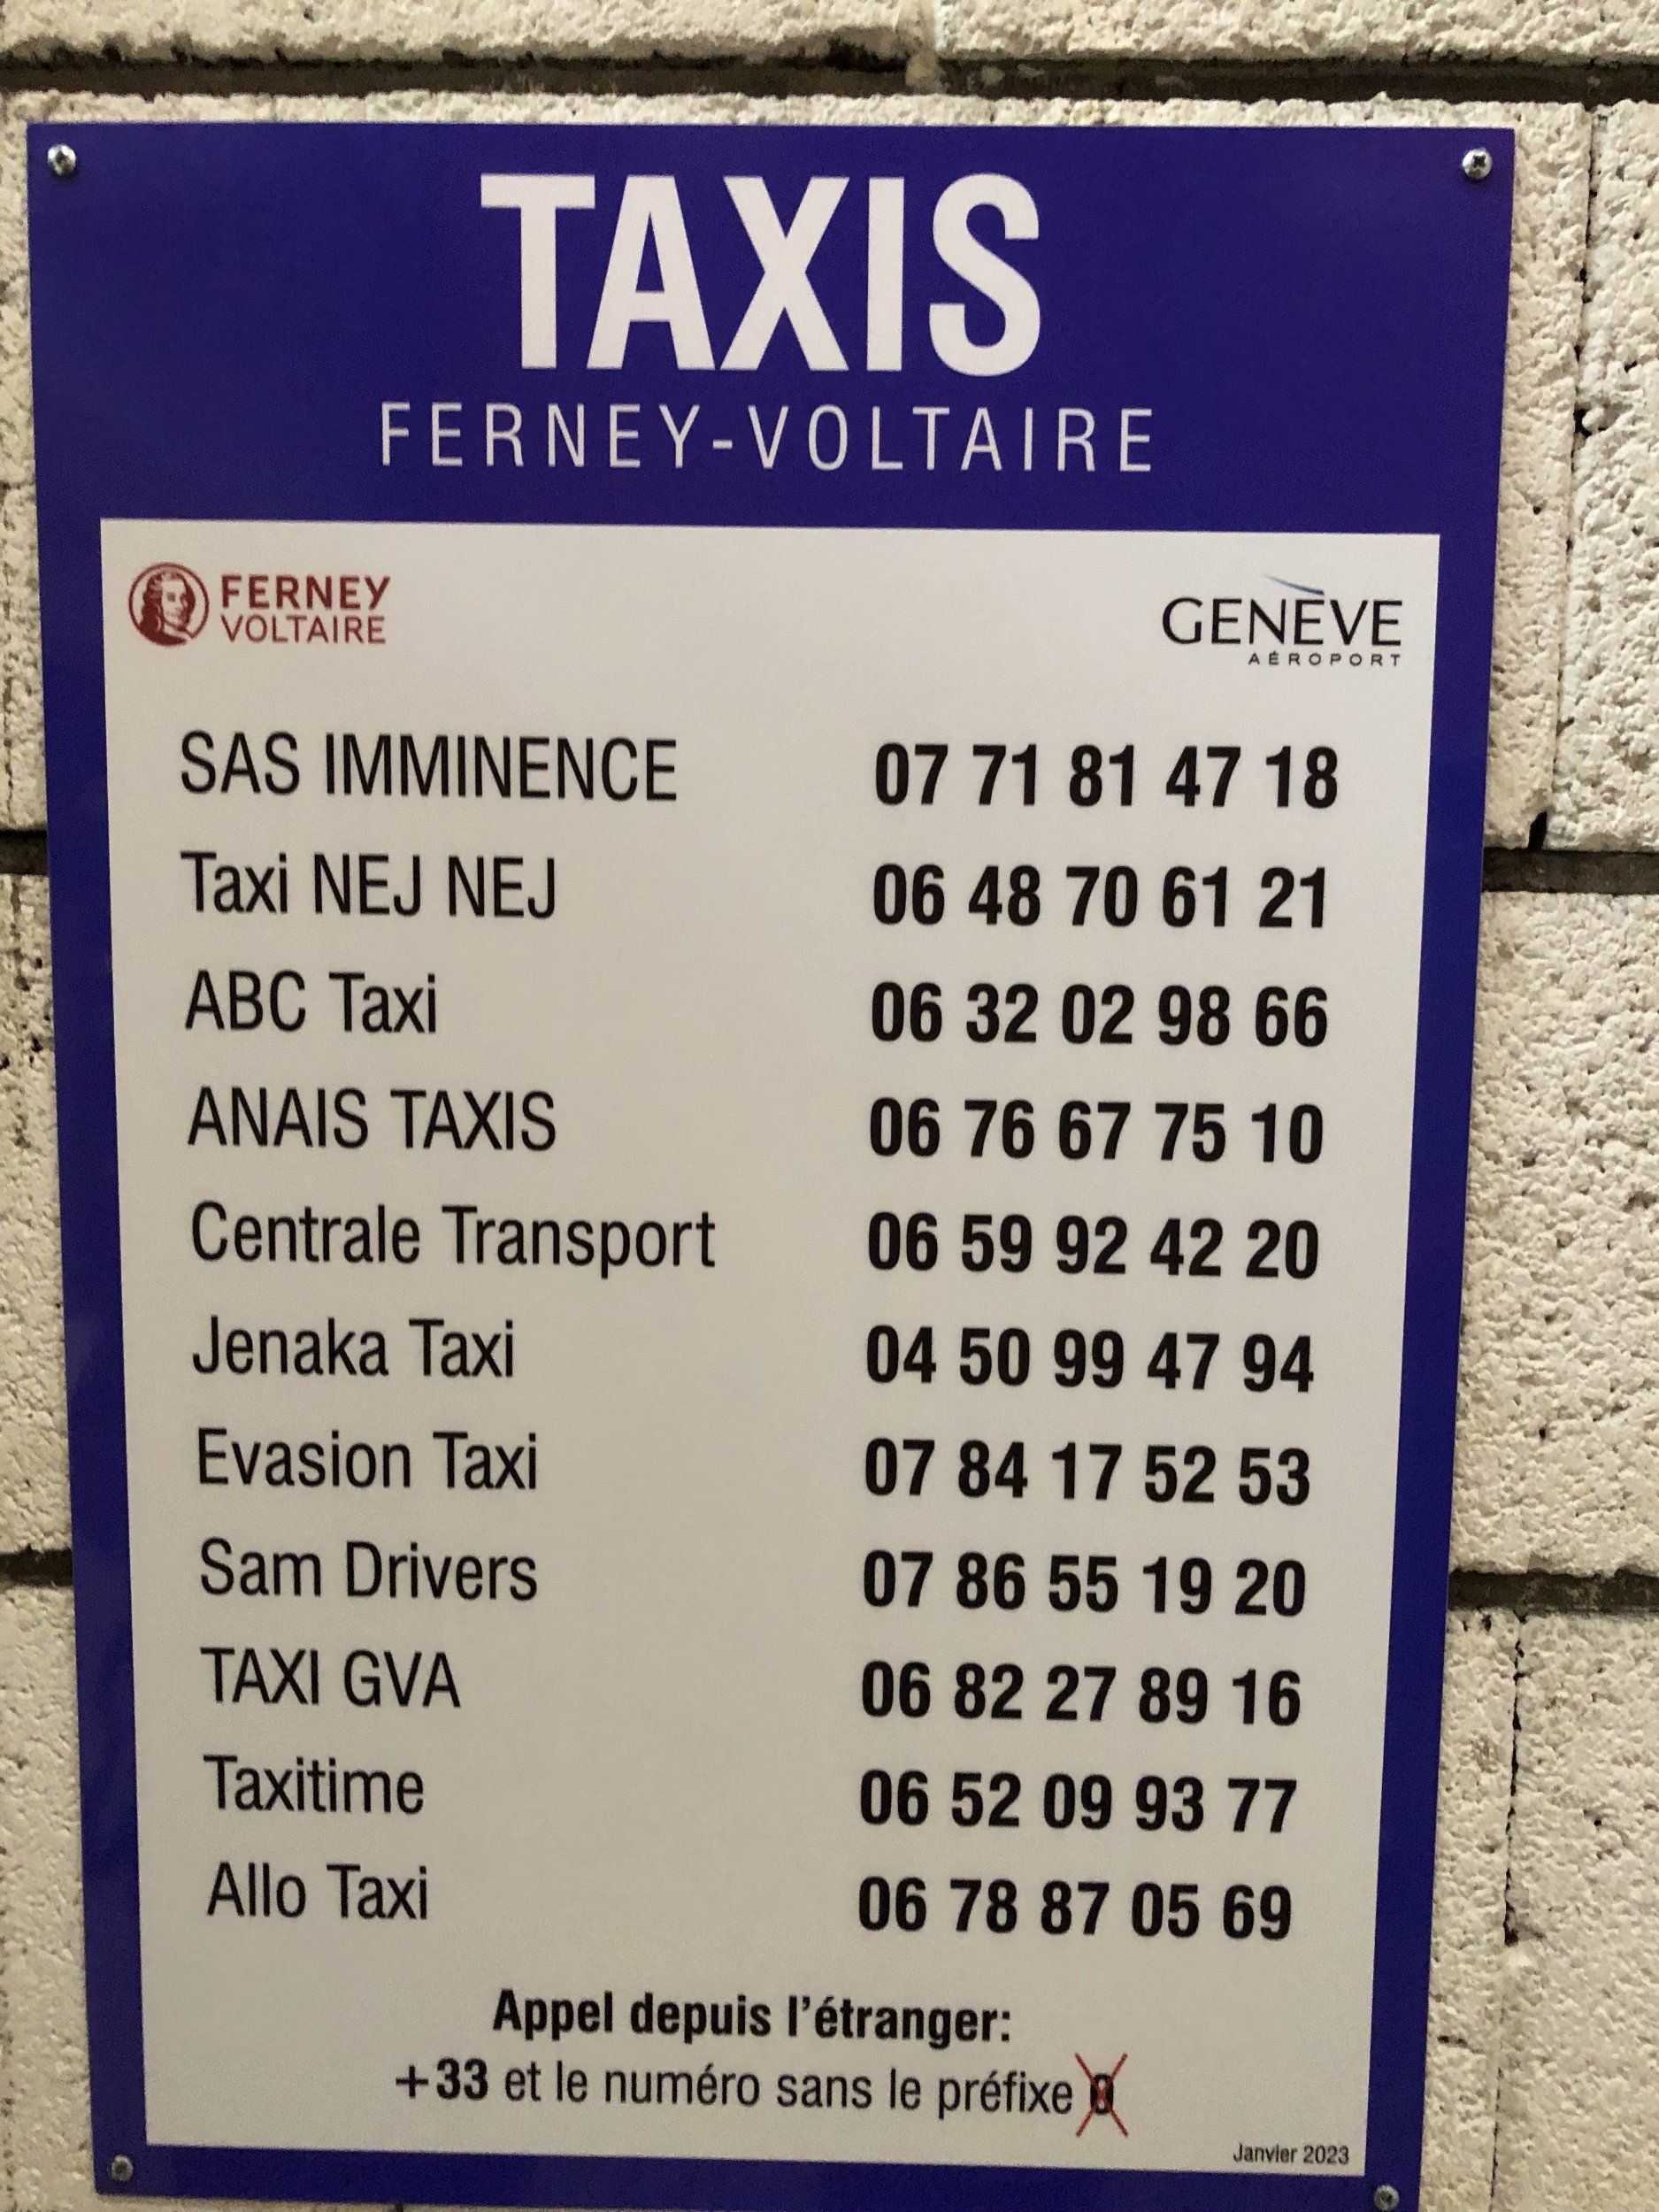 TAXIS
FERNEY-VOLTAIRE
FERNEY
VOLTAIRE
GENÈVE
AÉROPORT
SAS IMMINENCE 07 71 81 47 18
Taxi NEJ NEJ 06 48 70 61 21
ABC Taxi 06 32 02 98 66
ANAIS TAXIS 06 76 67 75 10
Centrale Transport 06 59 92 42 20
Jenaka Taxi 04 50 99 47 94
Evasion Taxi 07 84 17 52 53
Sam Drivers 07 86 55 19 20
TAXI GVA 06 82 27 89 16
Taxitime 06 52 09 93 77
Allo Taxi 06 78 87 05 69
Appel depuis l'étranger:
+33 et le numéro sans le préfixe 0
Janvier 2023